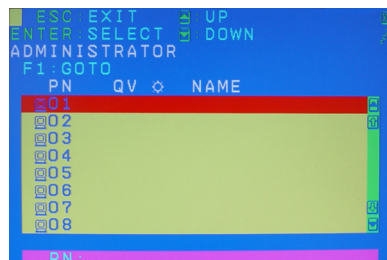 ESC:EXIT :UP
ENTER:SELECT :DOWN
ADMINISTRATOR
F1:GOTO
PN QV ☼ NAME
01
02
03
04
05
06
07
08
PN: